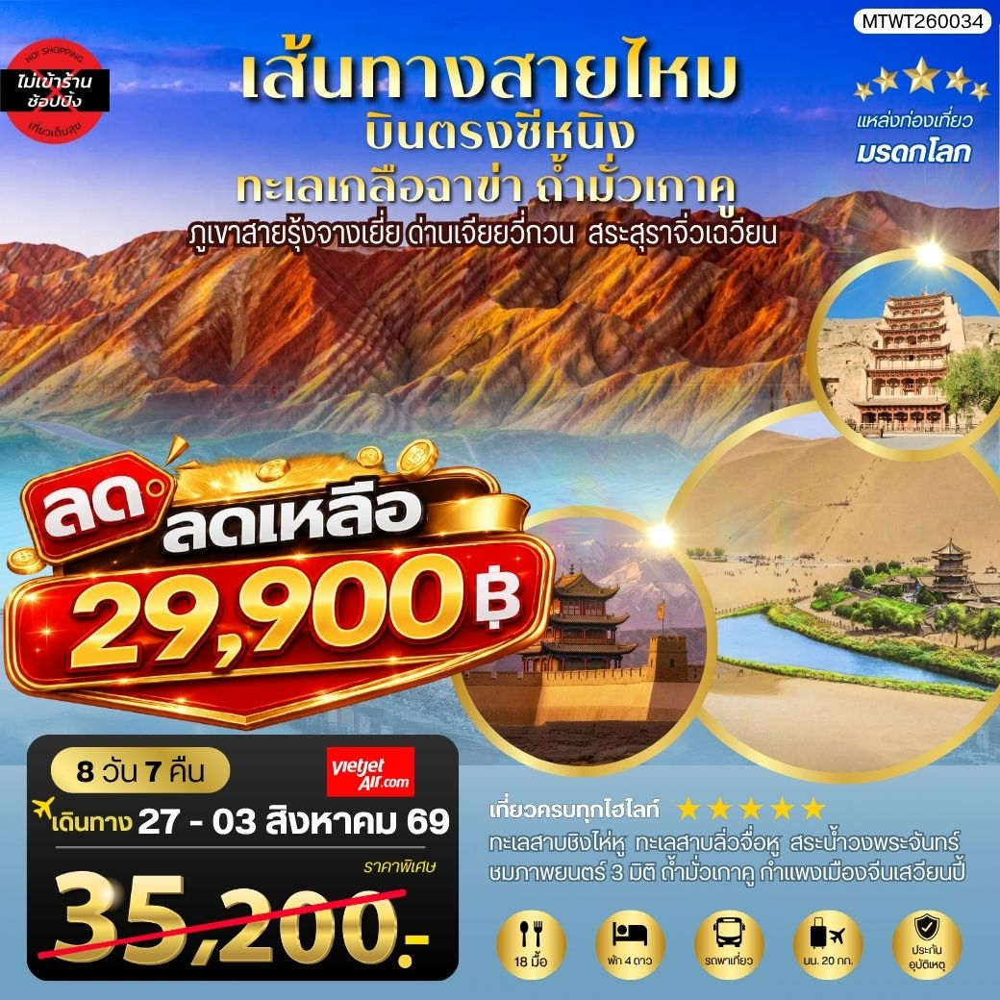 MTWT260034
NO! SHOPPING
ไม่เข้าร้าน
ช้อปปิ้ง
เที่ยวเต็มสุข
เส้นทางสายไหม
บินตรงซีหนิง
ทะเลเกลือฉาข่า ถ้ำมั่วเกาคู
ภูเขาสายรุ้งจางเยี่ย ด่านเจียยวี่กวน สระสุราจิ่วเฉวียน
แหล่งท่องเที่ยว
มรดกโลก
ลด
ลดเหลือ
29,900 ฿
8 วัน 7 คืน
vietjet
Air.com
เดินทาง 27 - 03 สิงหาคม 69
ราคาพิเศษ
35,200.-
เที่ยวครบทุกไฮไลท์
ทะเลสาบชิงไห่หู ทะเลสาบลิ่วจื่อหู สระน้ำวงพระจันทร์
ชมภาพยนตร์ 3 มิติ ถ้ำมั่วเกาคู กำแพงเมืองจีนเสวียนปี้
18 มื้อ
พัก 4 ดาว
รถพาเที่ยว
นน. 20 กก.
ประกัน
อุบัติเหตุ